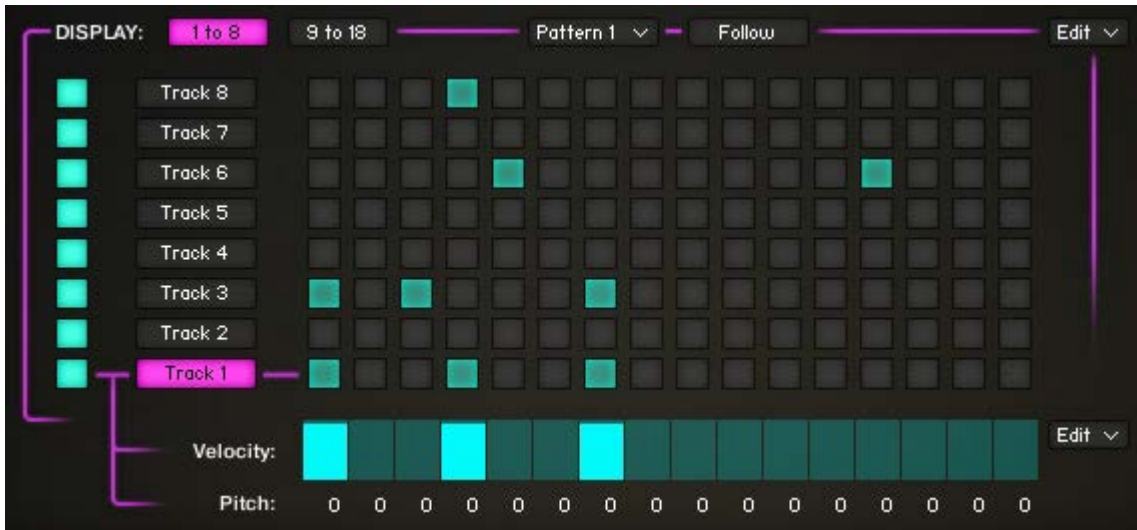 DISPLAY: 1 to 8 9 to 18 Pattern 1 Follow Edit
Track 8
Track 7
Track 6
Track 5
Track 4
Track 3
Track 2
Track 1
Velocity: Edit
Pitch: 0 0 0 0 0 0 0 0 0 0 0 0 0 0 0 0